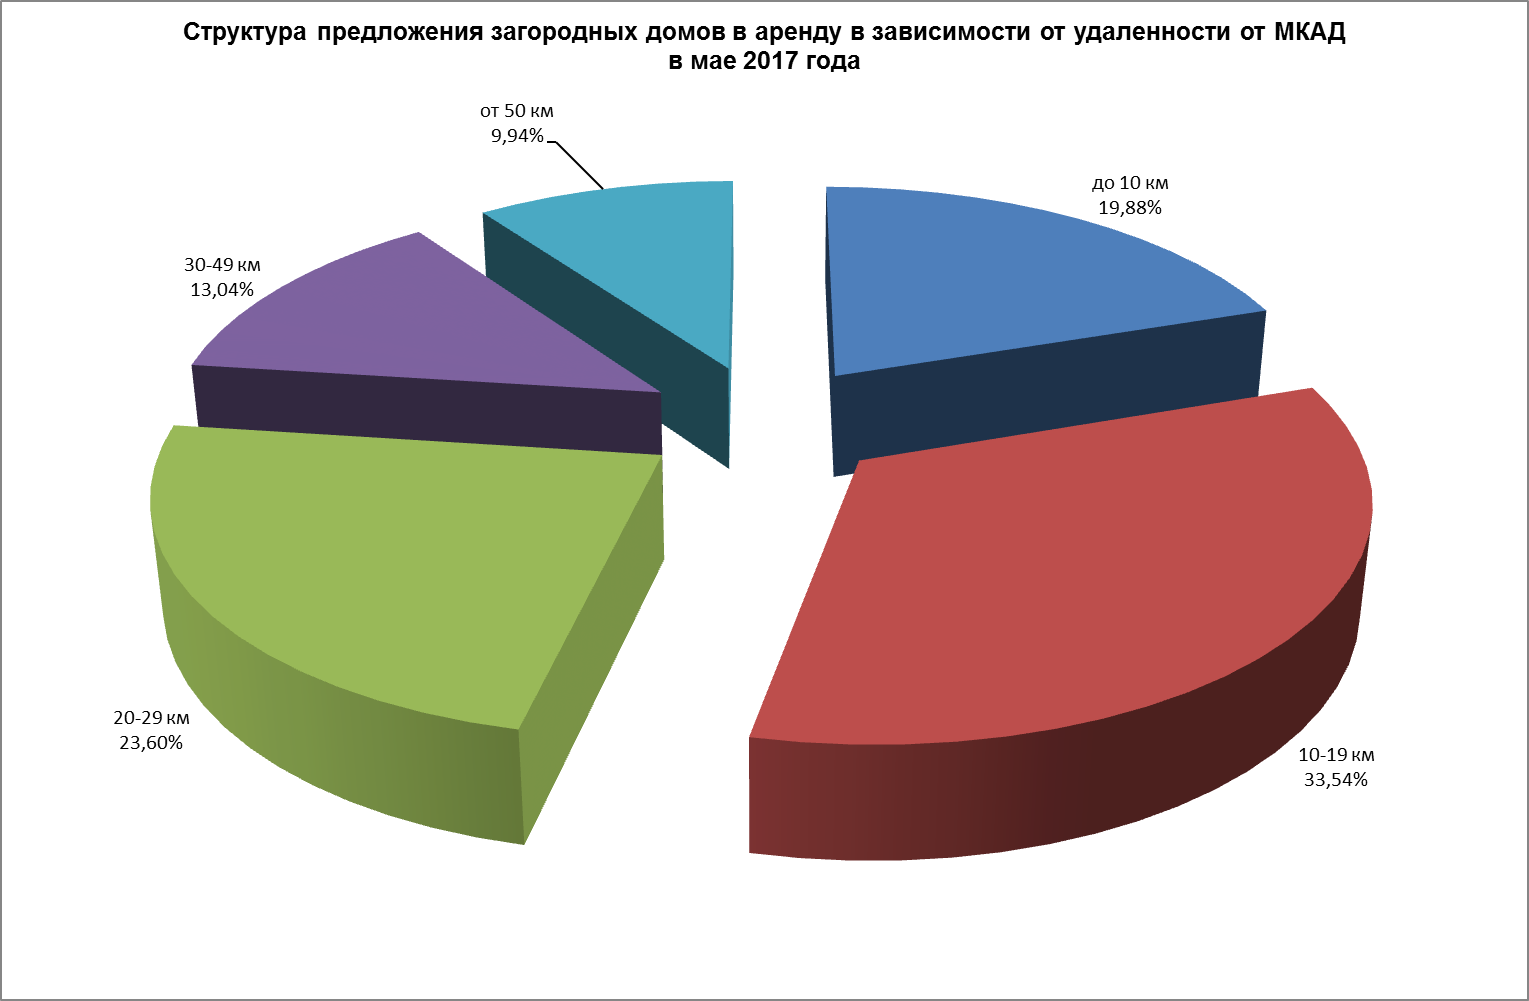 Структура предложения загородных домов в аренду в зависимости от удаленности от МКАД
в мае 2017 года
от 50 км
9,94%
до 10 км
19,88%
30-49 км
13,04%
20-29 км
23,60%
10-19 км
33,54%